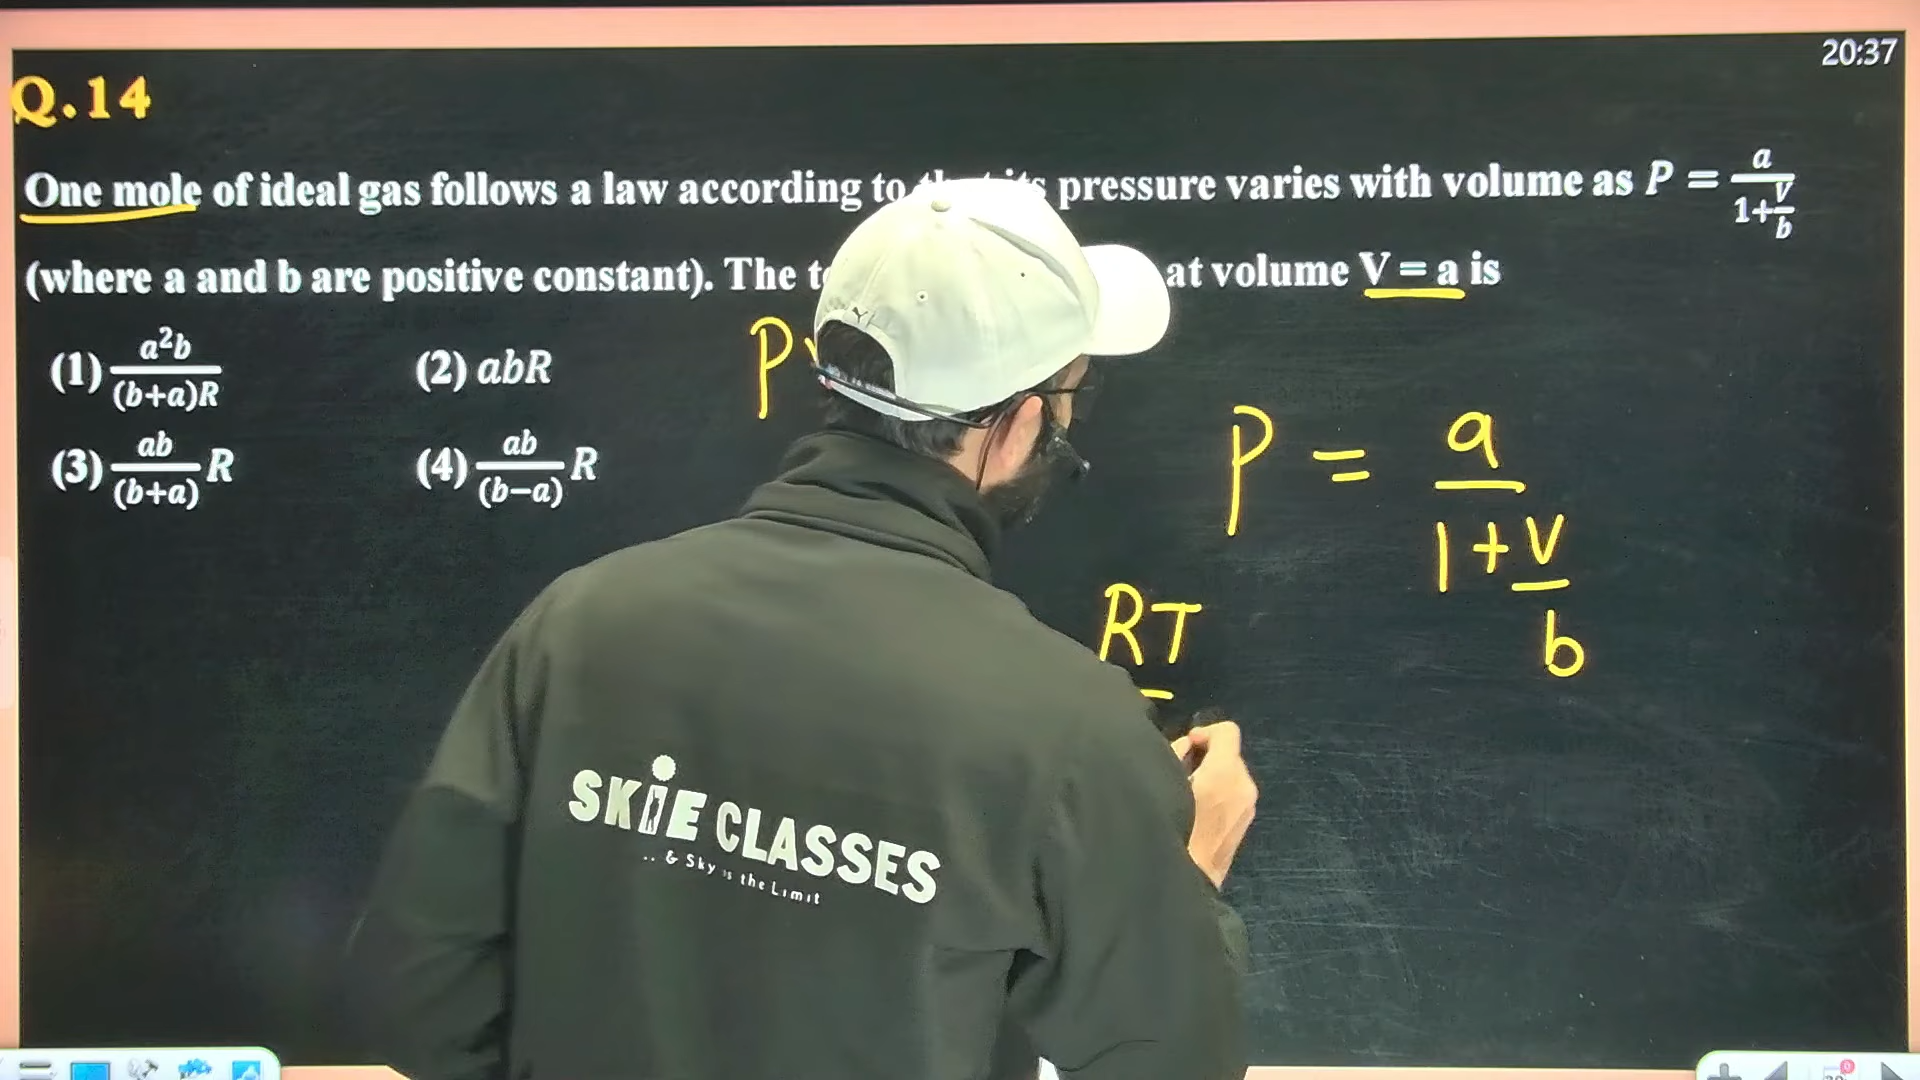 20:37
Q.14
One mole of ideal gas follows a law according to its pressure varies with volume as P = a/(1+V/b)
(where a and b are positive constant). The at volume V = a is
(1) a²b/(b+a)R (2) abR
(3) ab/(b+a) R (4) ab/(b−a) R
P
P = a/(1+V/b)
RT
SKIE CLASSES
.. & Sky is the Limit